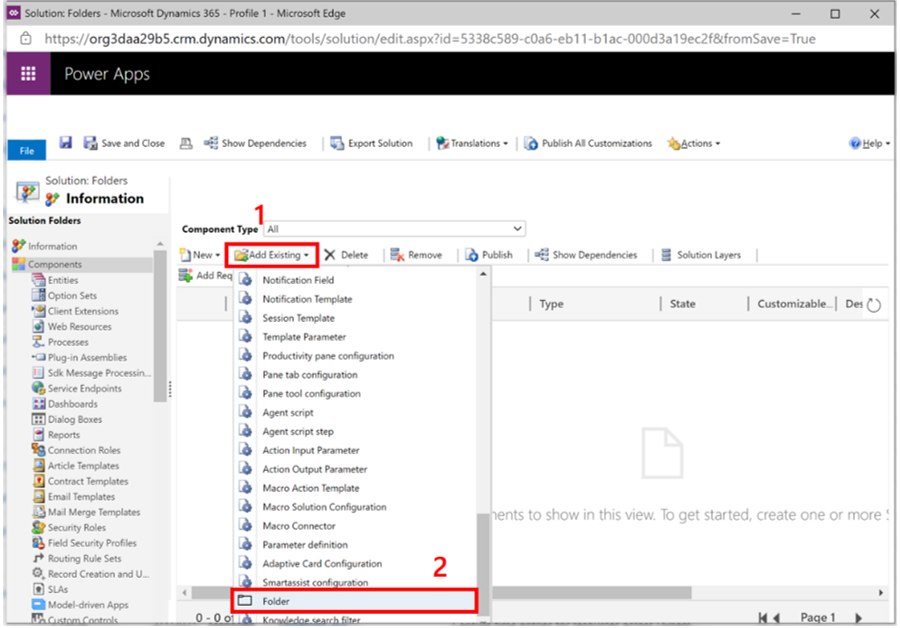 Solution: Folders - Microsoft Dynamics 365 - Profile 1 - Microsoft Edge
https://org3daa29b5.crm.dynamics.com/tools/solution/edit.aspx?id=5338c589-c0a6-eb11-b1ac-000d3a19ec2f&fromSave=True
Power Apps
File
Save and Close
Show Dependencies
Export Solution
Translations
Publish All Customizations
Actions
Help
Solution: Folders
Information
Solution Folders
Information
Components
Entities
Option Sets
Client Extensions
Web Resources
Processes
Plug-in Assemblies
Sdk Message Processin...
Service Endpoints
Dashboards
Dialog Boxes
Reports
Connection Roles
Article Templates
Contract Templates
Email Templates
Mail Merge Templates
Security Roles
Field Security Profiles
Routing Rule Sets
Record Creation and U...
SLAs
Model-driven Apps
Custom Controls
1
Component Type All
New
Add Existing
Delete
Remove
Publish
Show Dependencies
Solution Layers
Add Req
Type
State
Customizable...
Des
Notification Field
Notification Template
Session Template
Template Parameter
Productivity pane configuration
Pane tab configuration
Pane tool configuration
Agent script
Agent script step
Action Input Parameter
Action Output Parameter
Macro Action Template
Macro Solution Configuration
Macro Connector
Parameter definition
Adaptive Card Configuration
Smartassist configuration
2
Folder
Knowledge search filter
nents to show in this view. To get started, create one or more S
0 - 0 of
Page 1